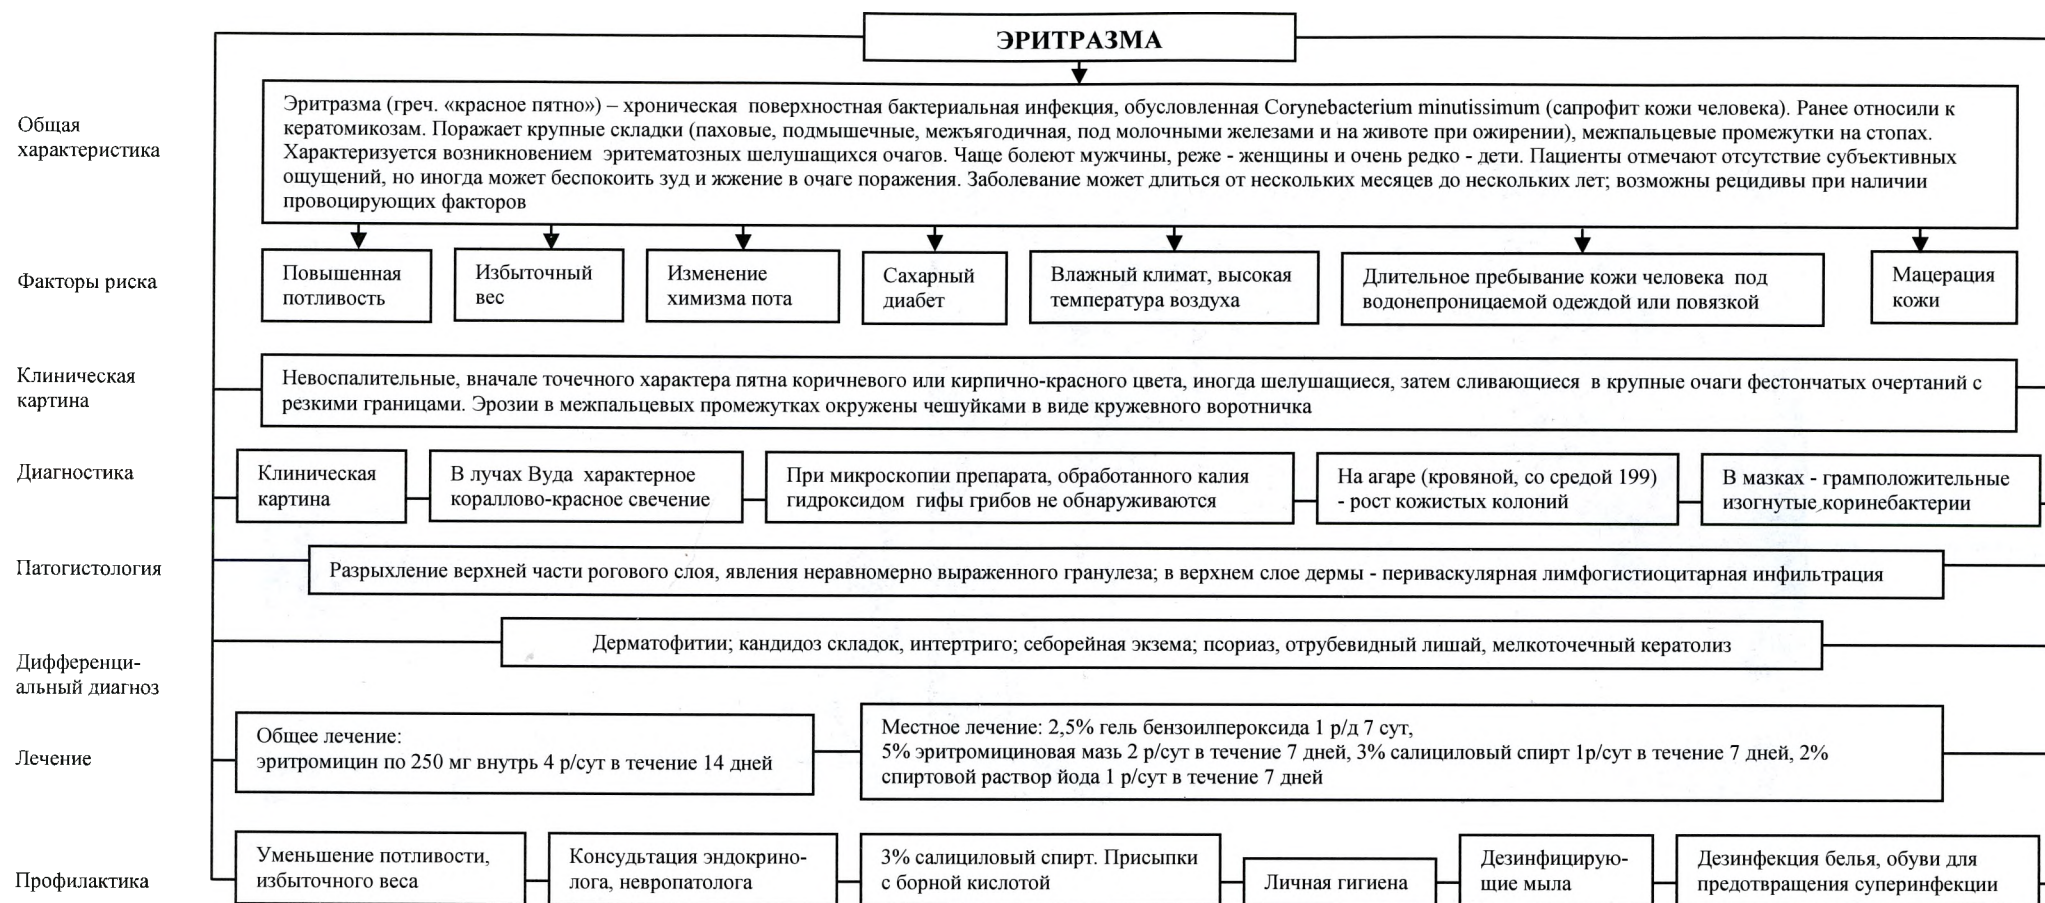 ЭРИТРАЗМА
Общая
характеристика
Эритразма (греч. «красное пятно») – хроническая поверхностная бактериальная инфекция, обусловленная Corynebacterium minutissimum (сапрофит кожи человека). Ранее относили к
кератомикозам. Поражает крупные складки (паховые, подмышечные, межъягодичная, под молочными железами и на животе при ожирении), межпальцевые промежутки на стопах.
Характеризуется возникновением эритематозных шелушащихся очагов. Чаще болеют мужчины, реже - женщины и очень редко - дети. Пациенты отмечают отсутствие субъективных
ощущений, но иногда может беспокоить зуд и жжение в очаге поражения. Заболевание может длиться от нескольких месяцев до нескольких лет; возможны рецидивы при наличии
провоцирующих факторов
Факторы риска
Повышенная
потливость
Избыточный
вес
Изменение
химизма пота
Сахарный
диабет
Влажный климат, высокая
температура воздуха
Длительное пребывание кожи человека под
водонепроницаемой одеждой или повязкой
Мацерация
кожи
Клиническая
картина
Невоспалительные, вначале точечного характера пятна коричневого или кирпично-красного цвета, иногда шелушащиеся, затем сливающиеся в крупные очаги фестончатых очертаний с
резкими границами. Эрозии в межпальцевых промежутках окружены чешуйками в виде кружевного воротничка
Диагностика
Клиническая
картина
В лучах Вуда характерное
кораллово-красное свечение
При микроскопии препарата, обработанного калия
гидроксидом гифы грибов не обнаруживаются
На агаре (кровяной, со средой 199)
- рост кожистых колоний
В мазках - грамположительные
изогнутые коринебактерии
Патогистология
Разрыхление верхней части рогового слоя, явления неравномерно выраженного гранулеза; в верхнем слое дермы - периваскулярная лимфогистиоцитарная инфильтрация
Дифференци-
альный диагноз
Дерматофитии; кандидоз складок, интертриго; себорейная экзема; псориаз, отрубевидный лишай, мелкоточечный кератолиз
Лечение
Общее лечение:
эритромицин по 250 мг внутрь 4 р/сут в течение 14 дней
Местное лечение: 2,5% гель бензоилпероксида 1 р/д 7 сут,
5% эритромициновая мазь 2 р/сут в течение 7 дней, 3% салициловый спирт 1р/сут в течение 7 дней, 2%
спиртовой раствор йода 1 р/сут в течение 7 дней
Профилактика
Уменьшение потливости,
избыточного веса
Консудьтация эндокрино-
лога, невропатолога
3% салициловый спирт. Присыпки
с борной кислотой
Личная гигиена
Дезинфицирую-
щие мыла
Дезинфекция белья, обуви для
предотвращения суперинфекции